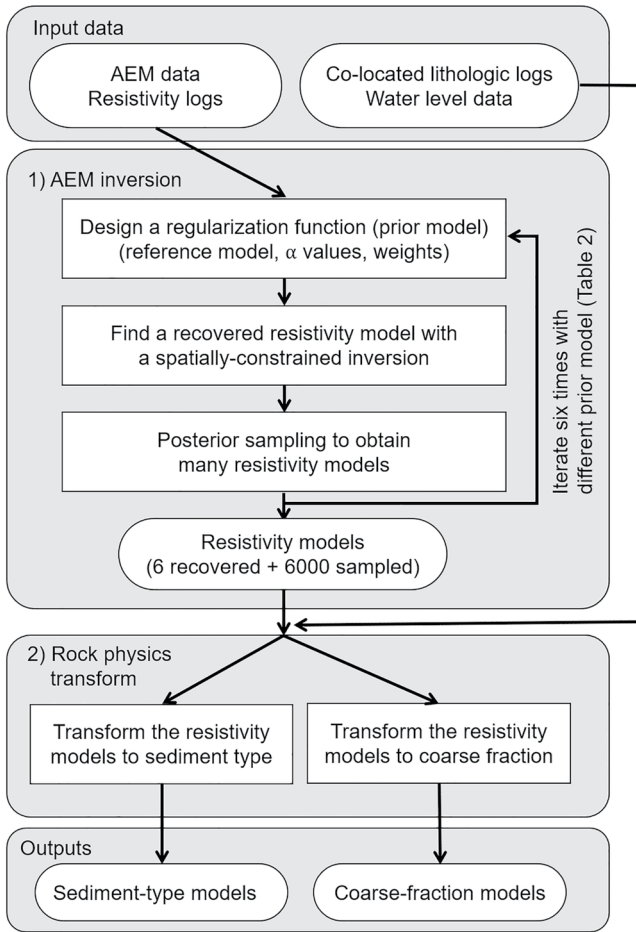 Input data
AEM data
Resistivity logs
Co-located lithologic logs
Water level data
1) AEM inversion
Design a regularization function (prior model)
(reference model, α values, weights)
Find a recovered resistivity model with
a spatially-constrained inversion
Posterior sampling to obtain
many resistivity models
Iterate six times with
different prior model (Table 2)
Resistivity models
(6 recovered + 6000 sampled)
2) Rock physics
transform
Transform the resistivity
models to sediment type
Transform the resistivity
models to coarse fraction
Outputs
Sediment-type models
Coarse-fraction models